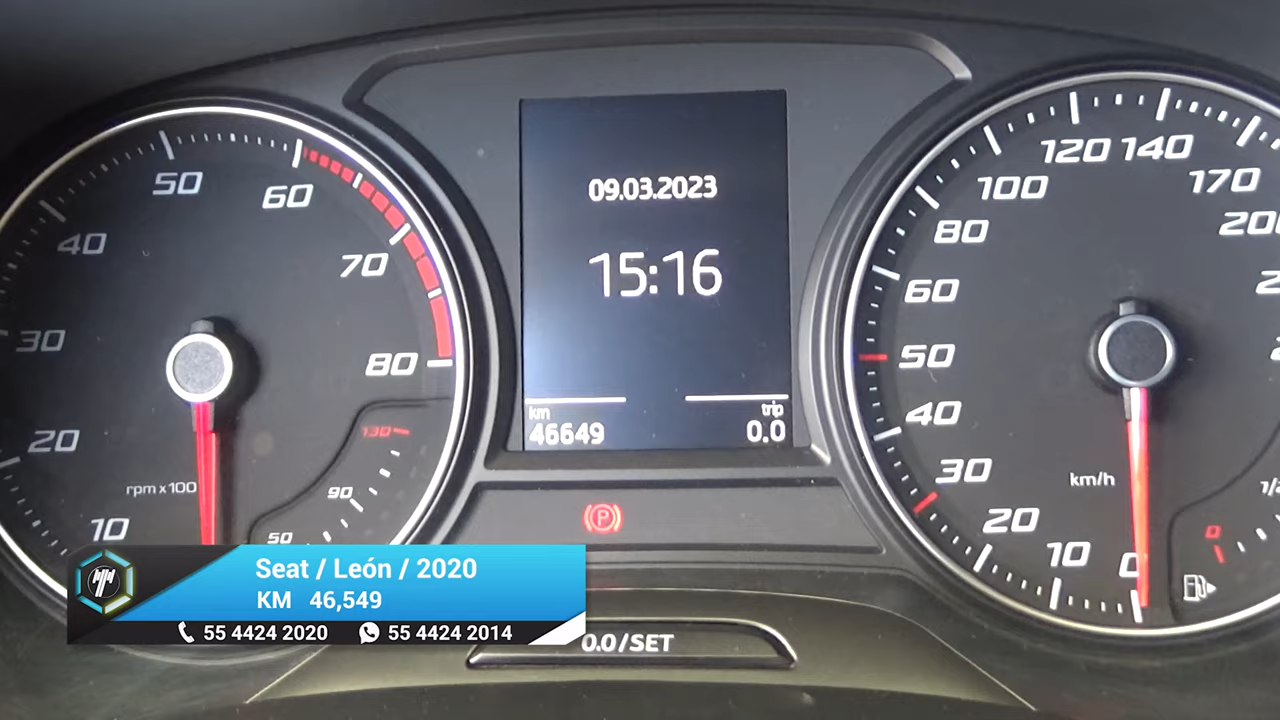 10
20
30
40
50
60
70
80
rpm x 100
50
90
130
09.03.2023
15:16
km
trip
46649
0.0
P
0
10
20
30
40
50
60
80
100
120
140
170
200
km/h
0
0.0/SET
Seat / León / 2020
KM 46,549
55 4424 2020
55 4424 2014